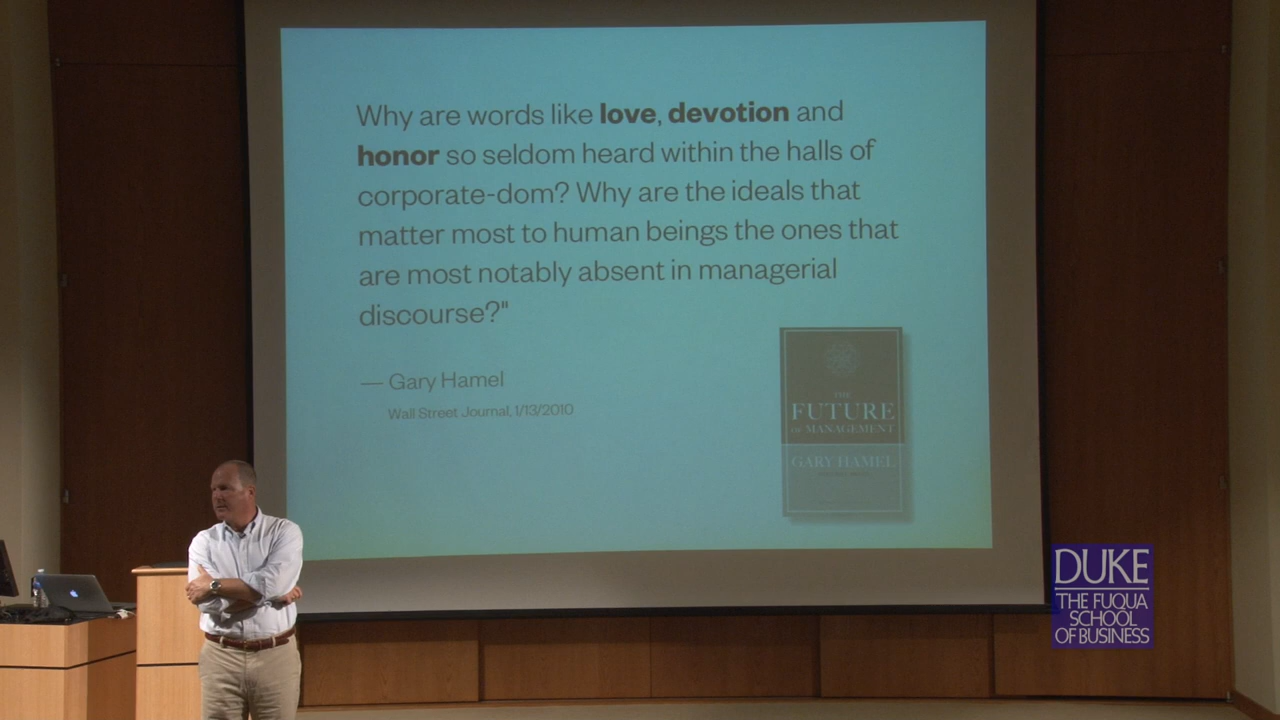 Why are words like love, devotion and
honor so seldom heard within the halls of
corporate-dom? Why are the ideals that
matter most to human beings the ones that
are most notably absent in managerial
discourse?"
— Gary Hamel
Wall Street Journal, 1/13/2010
THE
FUTURE
OF MANAGEMENT
GARY HAMEL
DUKE
THE FUQUA
SCHOOL
OF BUSINESS